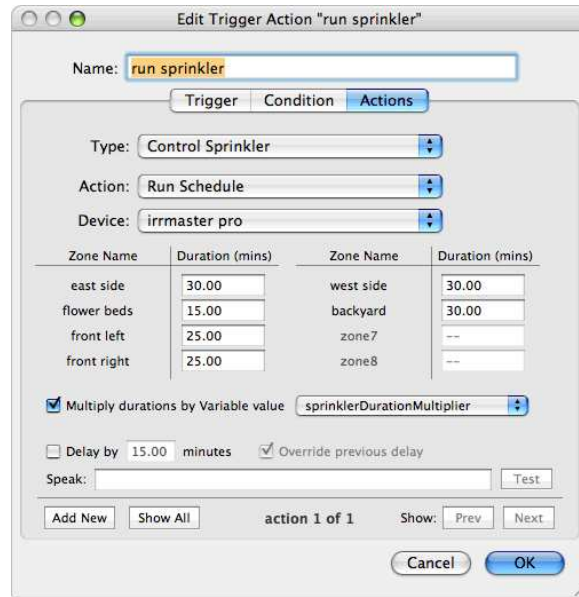 Edit Trigger Action "run sprinkler"
Name: run sprinkler
Trigger Condition Actions
Type: Control Sprinkler
Action: Run Schedule
Device: irrmaster pro
Zone Name Duration (mins) Zone Name Duration (mins)
east side 30.00 west side 30.00
flower beds 15.00 backyard 30.00
front left 25.00 zone7 --
front right 25.00 zone8 --
Multiply durations by Variable value sprinklerDurationMultiplier
Delay by 15.00 minutes Override previous delay
Speak: Test
Add New Show All action 1 of 1 Show: Prev Next
Cancel OK